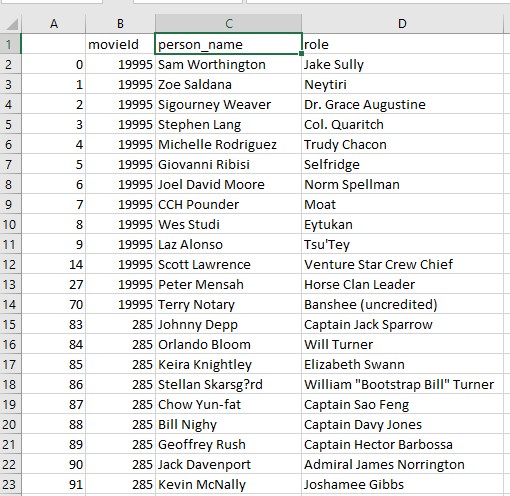 A B C D
1 movieId person_name role
2 0 19995 Sam Worthington Jake Sully
3 1 19995 Zoe Saldana Neytiri
4 2 19995 Sigourney Weaver Dr. Grace Augustine
5 3 19995 Stephen Lang Col. Quaritch
6 4 19995 Michelle Rodriguez Trudy Chacon
7 5 19995 Giovanni Ribisi Selfridge
8 6 19995 Joel David Moore Norm Spellman
9 7 19995 CCH Pounder Moat
10 8 19995 Wes Studi Eytukan
11 9 19995 Laz Alonso Tsu'Tey
12 14 19995 Scott Lawrence Venture Star Crew Chief
13 27 19995 Peter Mensah Horse Clan Leader
14 70 19995 Terry Notary Banshee (uncredited)
15 83 285 Johnny Depp Captain Jack Sparrow
16 84 285 Orlando Bloom Will Turner
17 85 285 Keira Knightley Elizabeth Swann
18 86 285 Stellan Skarsg?rd William "Bootstrap Bill" Turner
19 87 285 Chow Yun-fat Captain Sao Feng
20 88 285 Bill Nighy Captain Davy Jones
21 89 285 Geoffrey Rush Captain Hector Barbossa
22 90 285 Jack Davenport Admiral James Norrington
23 91 285 Kevin McNally Joshamee Gibbs